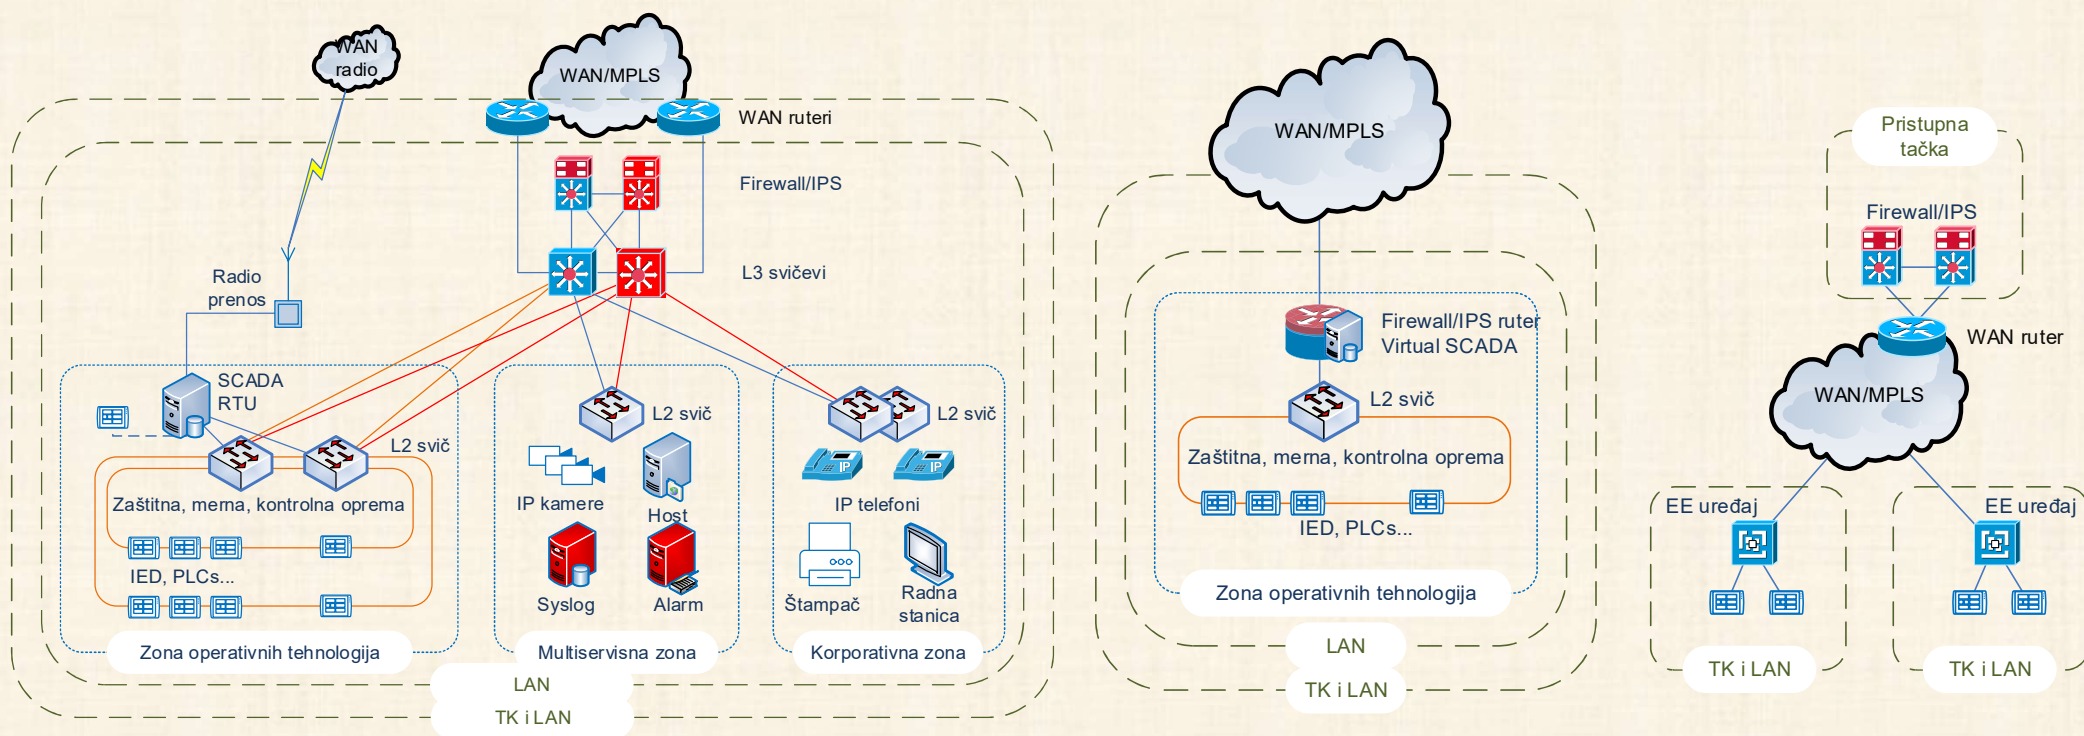 WAN
radio
WAN/MPLS
WAN ruteri
Firewall/IPS
L3 svičevi
Radio
prenos
SCADA
RTU
L2 svič
Zaštitna, merna, kontrolna oprema
IED, PLCs...
Zona operativnih tehnologija
L2 svič
IP kamere
Host
Syslog
Alarm
Multiservisna zona
L2 svič
IP
IP
IP telefoni
Štampač
Radna
stanica
Korporativna zona
LAN
TK i LAN
WAN/MPLS
Firewall/IPS ruter
Virtual SCADA
L2 svič
Zaštitna, merna, kontrolna oprema
IED, PLCs...
Zona operativnih tehnologija
LAN
TK i LAN
Pristupna
tačka
Firewall/IPS
WAN ruter
WAN/MPLS
EE uređaj
EE uređaj
TK i LAN
TK i LAN